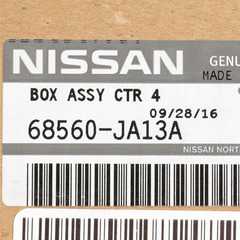 NISSAN
GENU
MADE
BOX ASSY CTR 4
09/28/16
68560-JA13A
NISSAN NORT